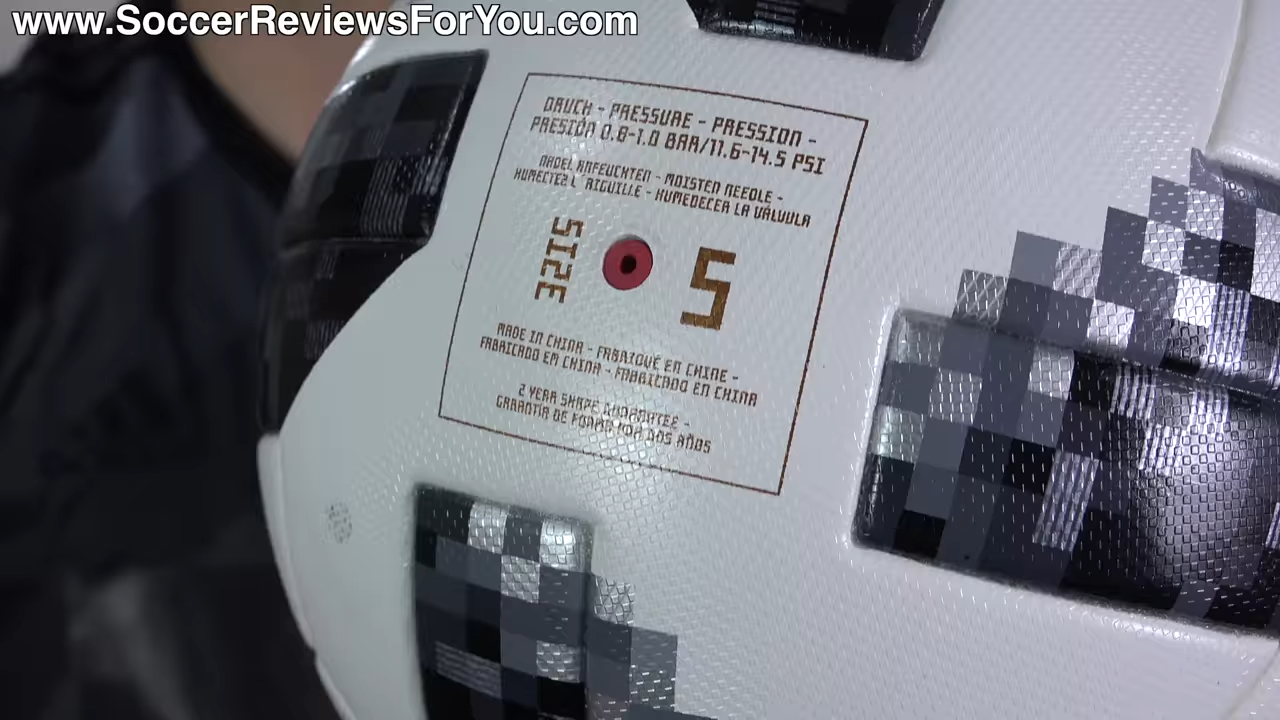 www.SoccerReviewsForYou.com
DRUCK - PRESSURE - PRESSION -
PRESIÓN 0.8-1.0 BAR/11.6-14.5 PSI
NADEL ANFEUCHTEN - MOISTEN NEEDLE -
HUMECTEZ L'AIGUILLE - HUMEDECER LA VÁLVULA
SIZE
5
MADE IN CHINA - FABRIQUÉ EN CHINE -
FABRICADO EM CHINA - FABRICADO EN CHINA
2 YEAR SHAPE GUARANTEE -
GARANTÍA DE FORMA POR DOS AÑOS